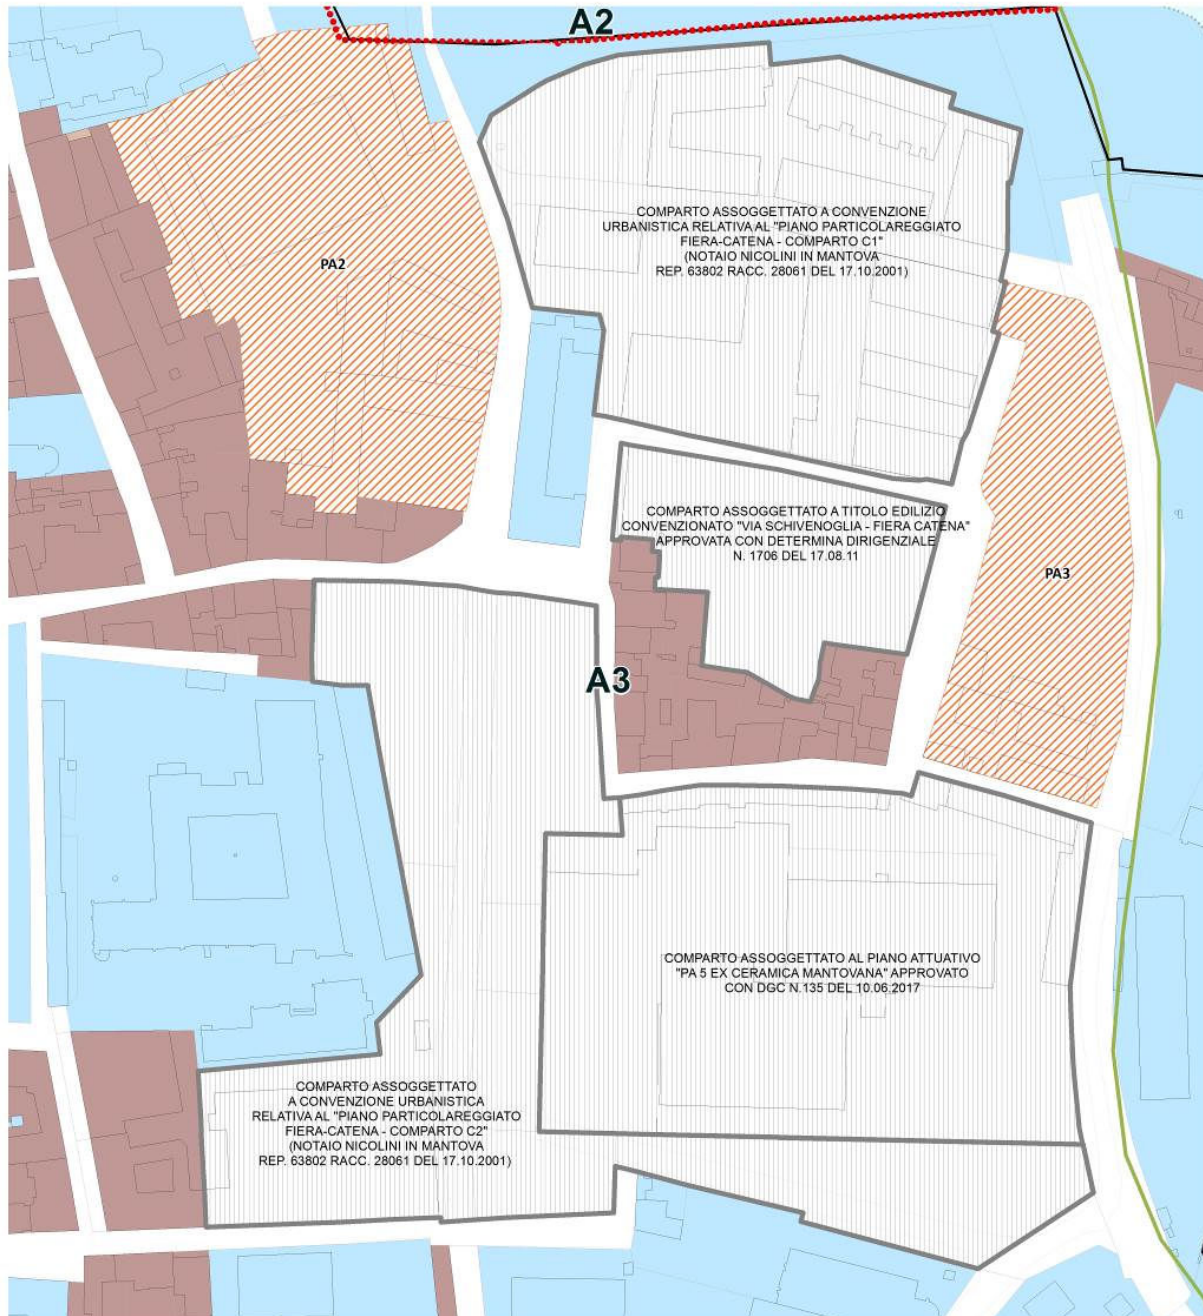 A2
COMPARTO ASSOGGETTATO A CONVENZIONE
URBANISTICA RELATIVA AL "PIANO PARTICOLAREGGIATO
FIERA-CATENA - COMPARTO C1"
(NOTAIO NICOLINI IN MANTOVA
REP. 63802 RACC. 28061 DEL 17.10.2001)
PA2
COMPARTO ASSOGGETTATO A TITOLO EDILIZIO
CONVENZIONATO "VIA SCHIVENOGLIA - FIERA CATENA"
APPROVATA CON DETERMINA DIRIGENZIALE
N. 1706 DEL 17.08.11
PA3
A3
COMPARTO ASSOGGETTATO AL PIANO ATTUATIVO
"PA 5 EX CERAMICA MANTOVANA" APPROVATO
CON DGC N.135 DEL 10.06.2017
COMPARTO ASSOGGETTATO
A CONVENZIONE URBANISTICA
RELATIVA AL "PIANO PARTICOLAREGGIATO
FIERA-CATENA - COMPARTO C2"
(NOTAIO NICOLINI IN MANTOVA
REP. 63802 RACC. 28061 DEL 17.10.2001)